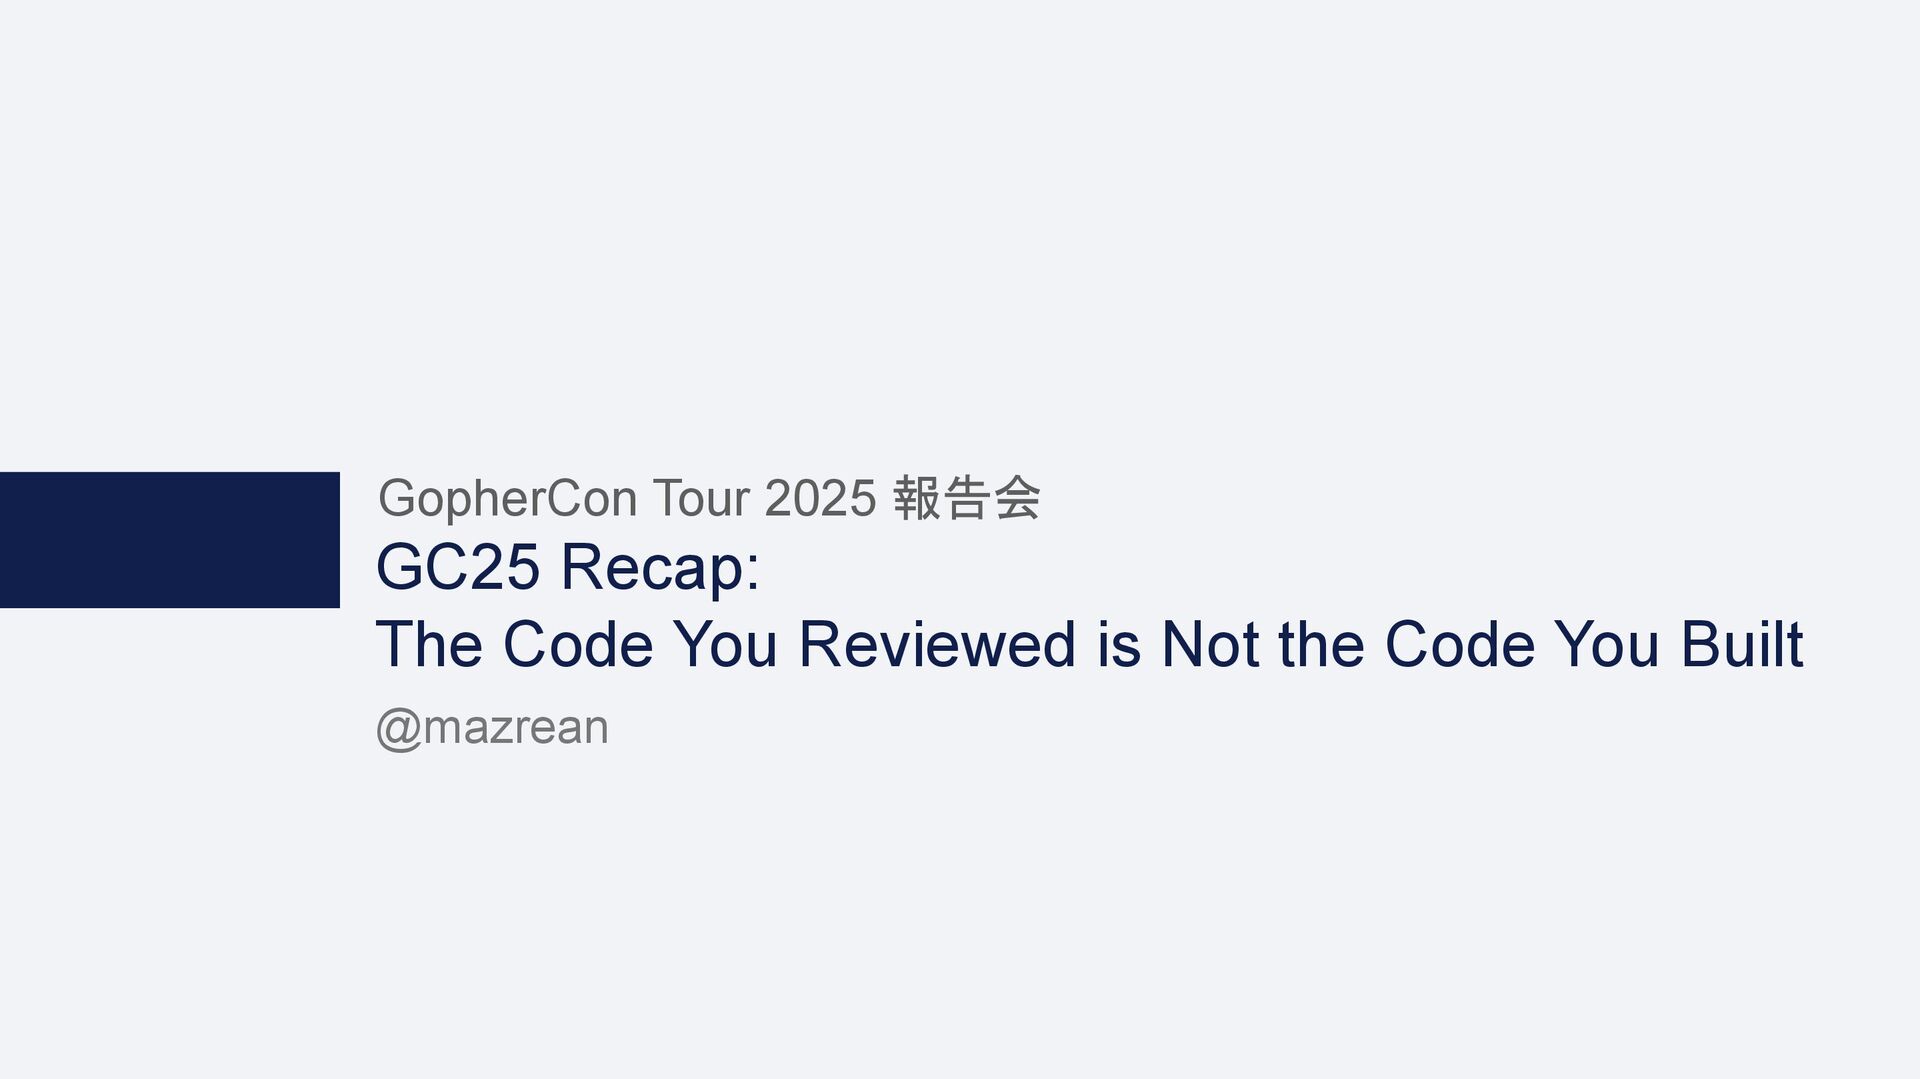 GopherCon Tour 2025 報告会
GC25 Recap:
The Code You Reviewed is Not the Code You Built
@mazrean